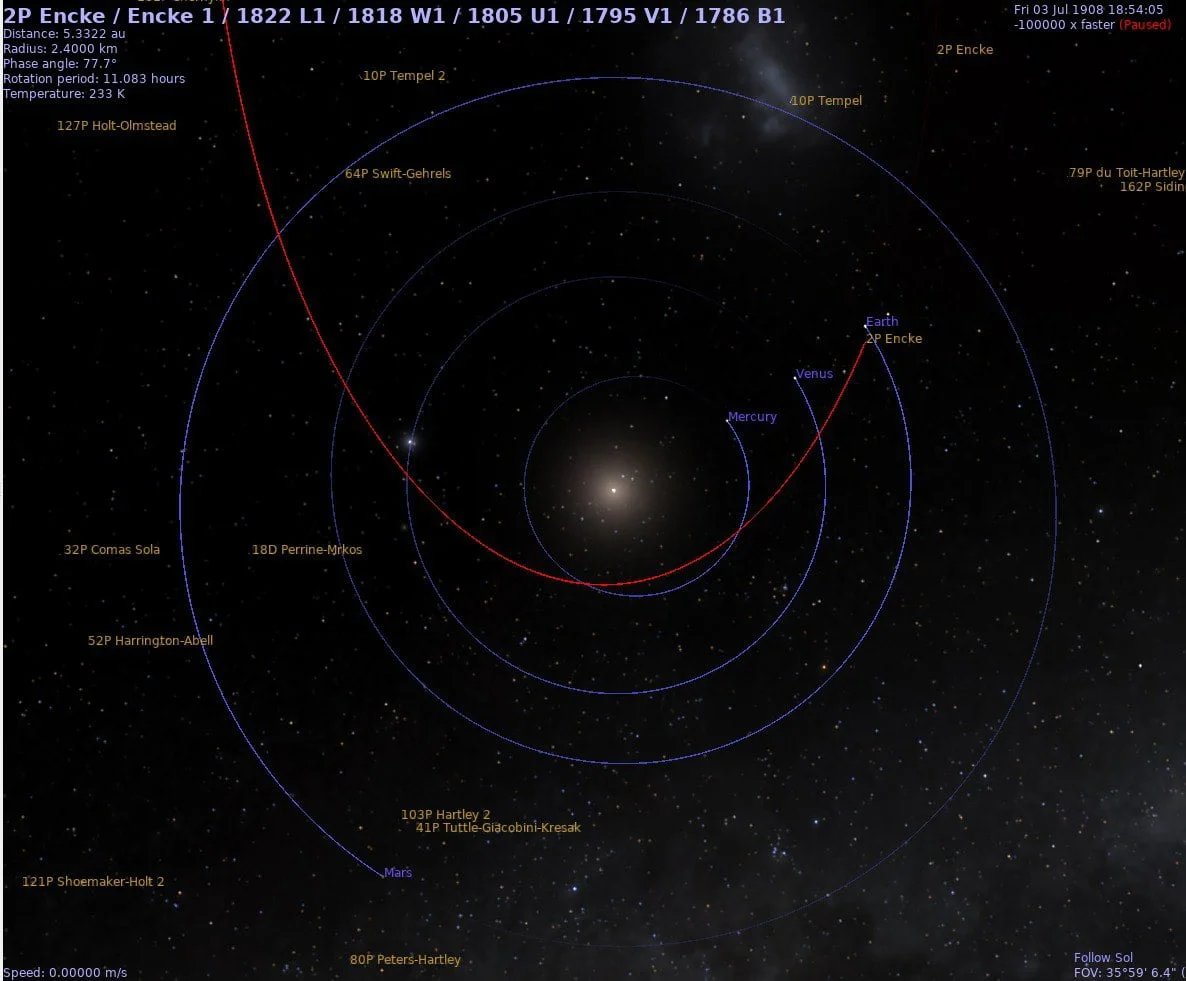 2P Encke / Encke 1 / 1822 L1 / 1818 W1 / 1805 U1 / 1795 V1 / 1786 B1
Distance: 5.3322 au
Radius: 2.4000 km
Phase angle: 77.7°
Rotation period: 11.083 hours
Temperature: 233 K
Fri 03 Jul 1908 18:54:05
-100000 x faster (Paused)
2P Encke
10P Tempel 2
10P Tempel
127P Holt-Olmstead
64P Swift-Gehrels
79P du Toit-Hartley
162P Sidin
Earth
2P Encke
Venus
Mercury
32P Comas Sola
18D Perrine-Mrkos
52P Harrington-Abell
103P Hartley 2
41P Tuttle-Giacobini-Kresak
Mars
121P Shoemaker-Holt 2
80P Peters-Hartley
Speed: 0.00000 m/s
Follow Sol
FOV: 35°59' 6.4" (